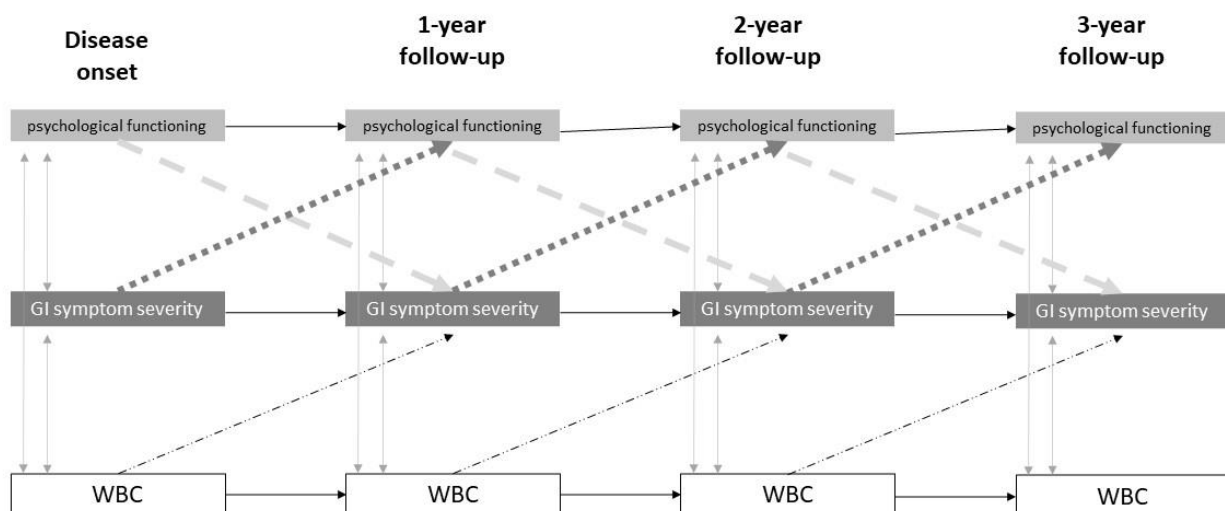 Disease
onset
1-year
follow-up
2-year
follow-up
3-year
follow-up
psychological functioning
psychological functioning
psychological functioning
psychological functioning
GI symptom severity
GI symptom severity
GI symptom severity
GI symptom severity
WBC
WBC
WBC
WBC